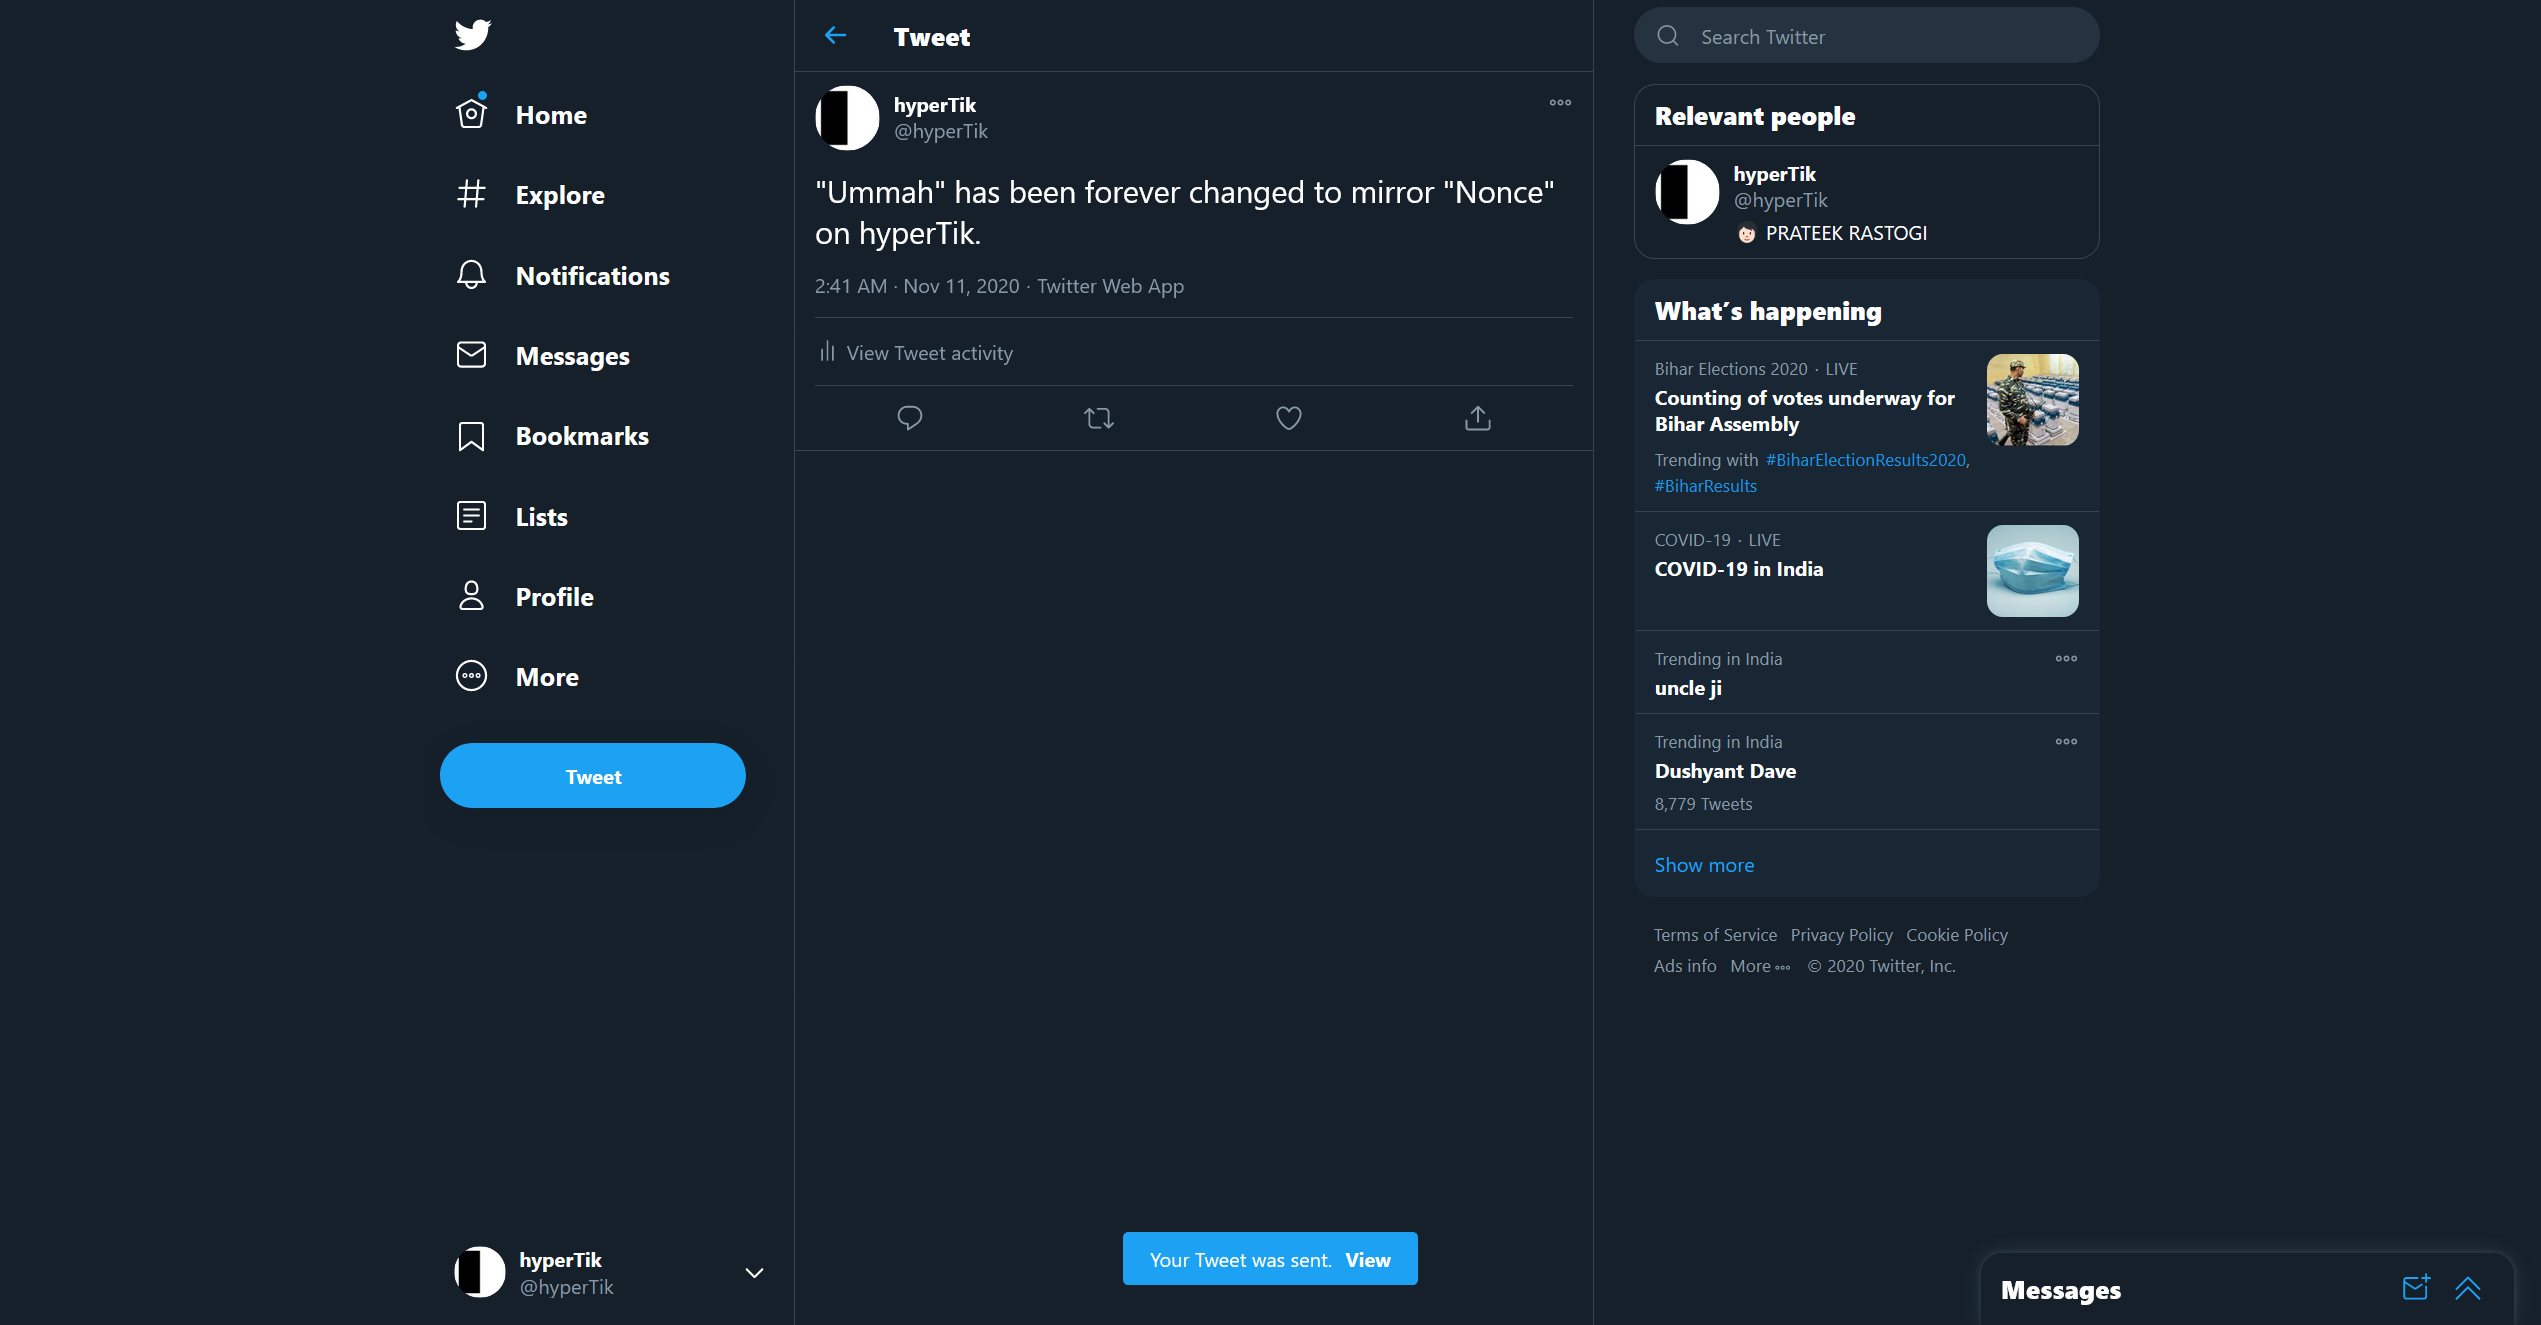 Home
Explore
Notifications
Messages
Bookmarks
Lists
Profile
More
Tweet
hyperTik
@hyperTik
Tweet
hyperTik
@hyperTik
"Ummah" has been forever changed to mirror "Nonce"
on hyperTik.
2:41 AM · Nov 11, 2020 · Twitter Web App
View Tweet activity
Your Tweet was sent. View
Search Twitter
Relevant people
hyperTik
@hyperTik
PRATEEK RASTOGI
What's happening
Bihar Elections 2020 · LIVE
Counting of votes underway for
Bihar Assembly
Trending with #BiharElectionResults2020,
#BiharResults
COVID-19 · LIVE
COVID-19 in India
Trending in India
uncle ji
Trending in India
Dushyant Dave
8,779 Tweets
Show more
Terms of Service Privacy Policy Cookie Policy
Ads info More © 2020 Twitter, Inc.
Messages